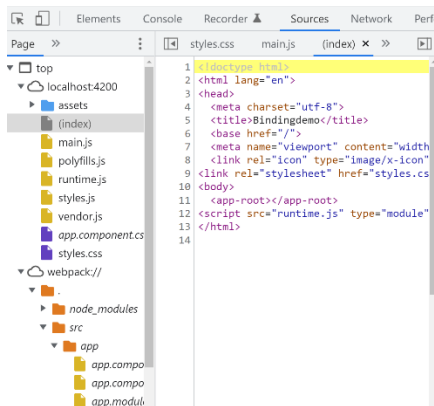 Elements Console Recorder Sources Network Perf
Page » styles.css main.js (index) × »
top
localhost:4200
assets
(index)
main.js
polyfills.js
runtime.js
styles.js
vendor.js
app.component.cs
styles.css
webpack://
.
node_modules
src
app
app.compo
app.compo
app.modul
1 <!doctype html>
2 <html lang="en">
3 <head>
4 <meta charset="utf-8">
5 <title>Bindingdemo</title>
6 <base href="/">
7 <meta name="viewport" content="width
8 <link rel="icon" type="image/x-icon"
9 <link rel="stylesheet" href="styles.cs
10 <body>
11 <app-root></app-root>
12 <script src="runtime.js" type="module"
13 </html>
14